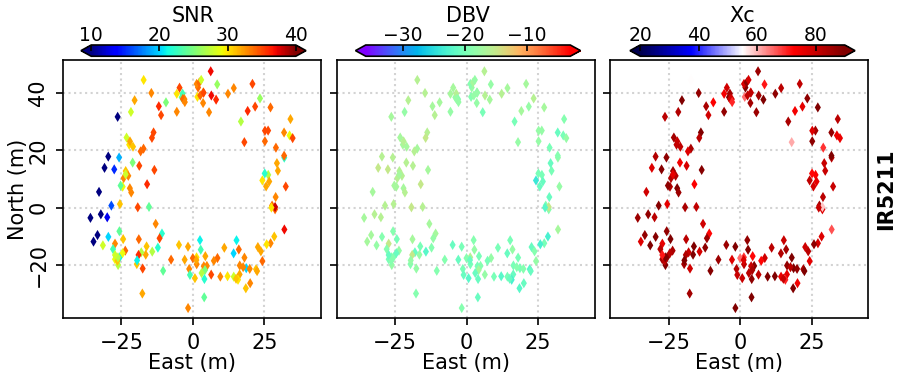 SNR DBV Xc
10 20 30 40 −30 −20 −10 20 40 60 80
40
20
0
−20
North (m)
IR5211
−25 0 25 −25 0 25 −25 0 25
East (m) East (m) East (m)